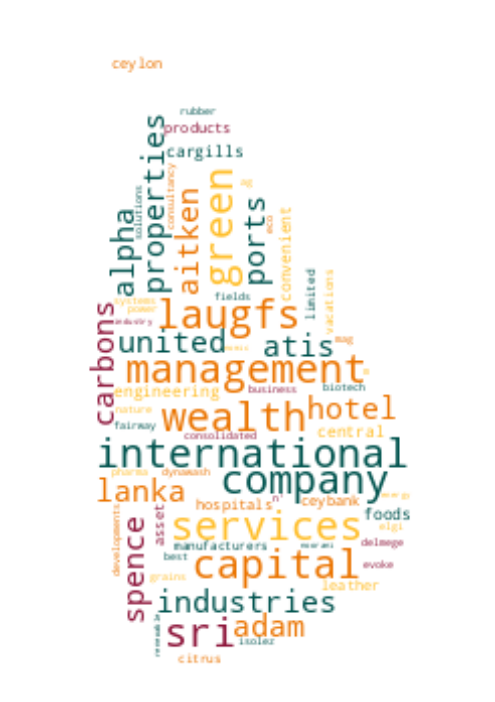 ceylon
rubber
products
cargills
properties
consultancy
solutions
alpha
aitken
green
ports
eco
convenient
limited
vacations
fields
systems
power
industry
carbons
laugfs
united
atis
mag
management
engineering
business
biotech
nature
fairway
wealth
hotel
consolidated
central
international
pharma
dynawash
company
energy
lanka
hospitals
n'
ceybank
foods
asset
services
elgi
developments
spence
manufacturers
delmege
best
capital
evoke
grains
leather
industries
renewable
sri
adam
isolez
citrus